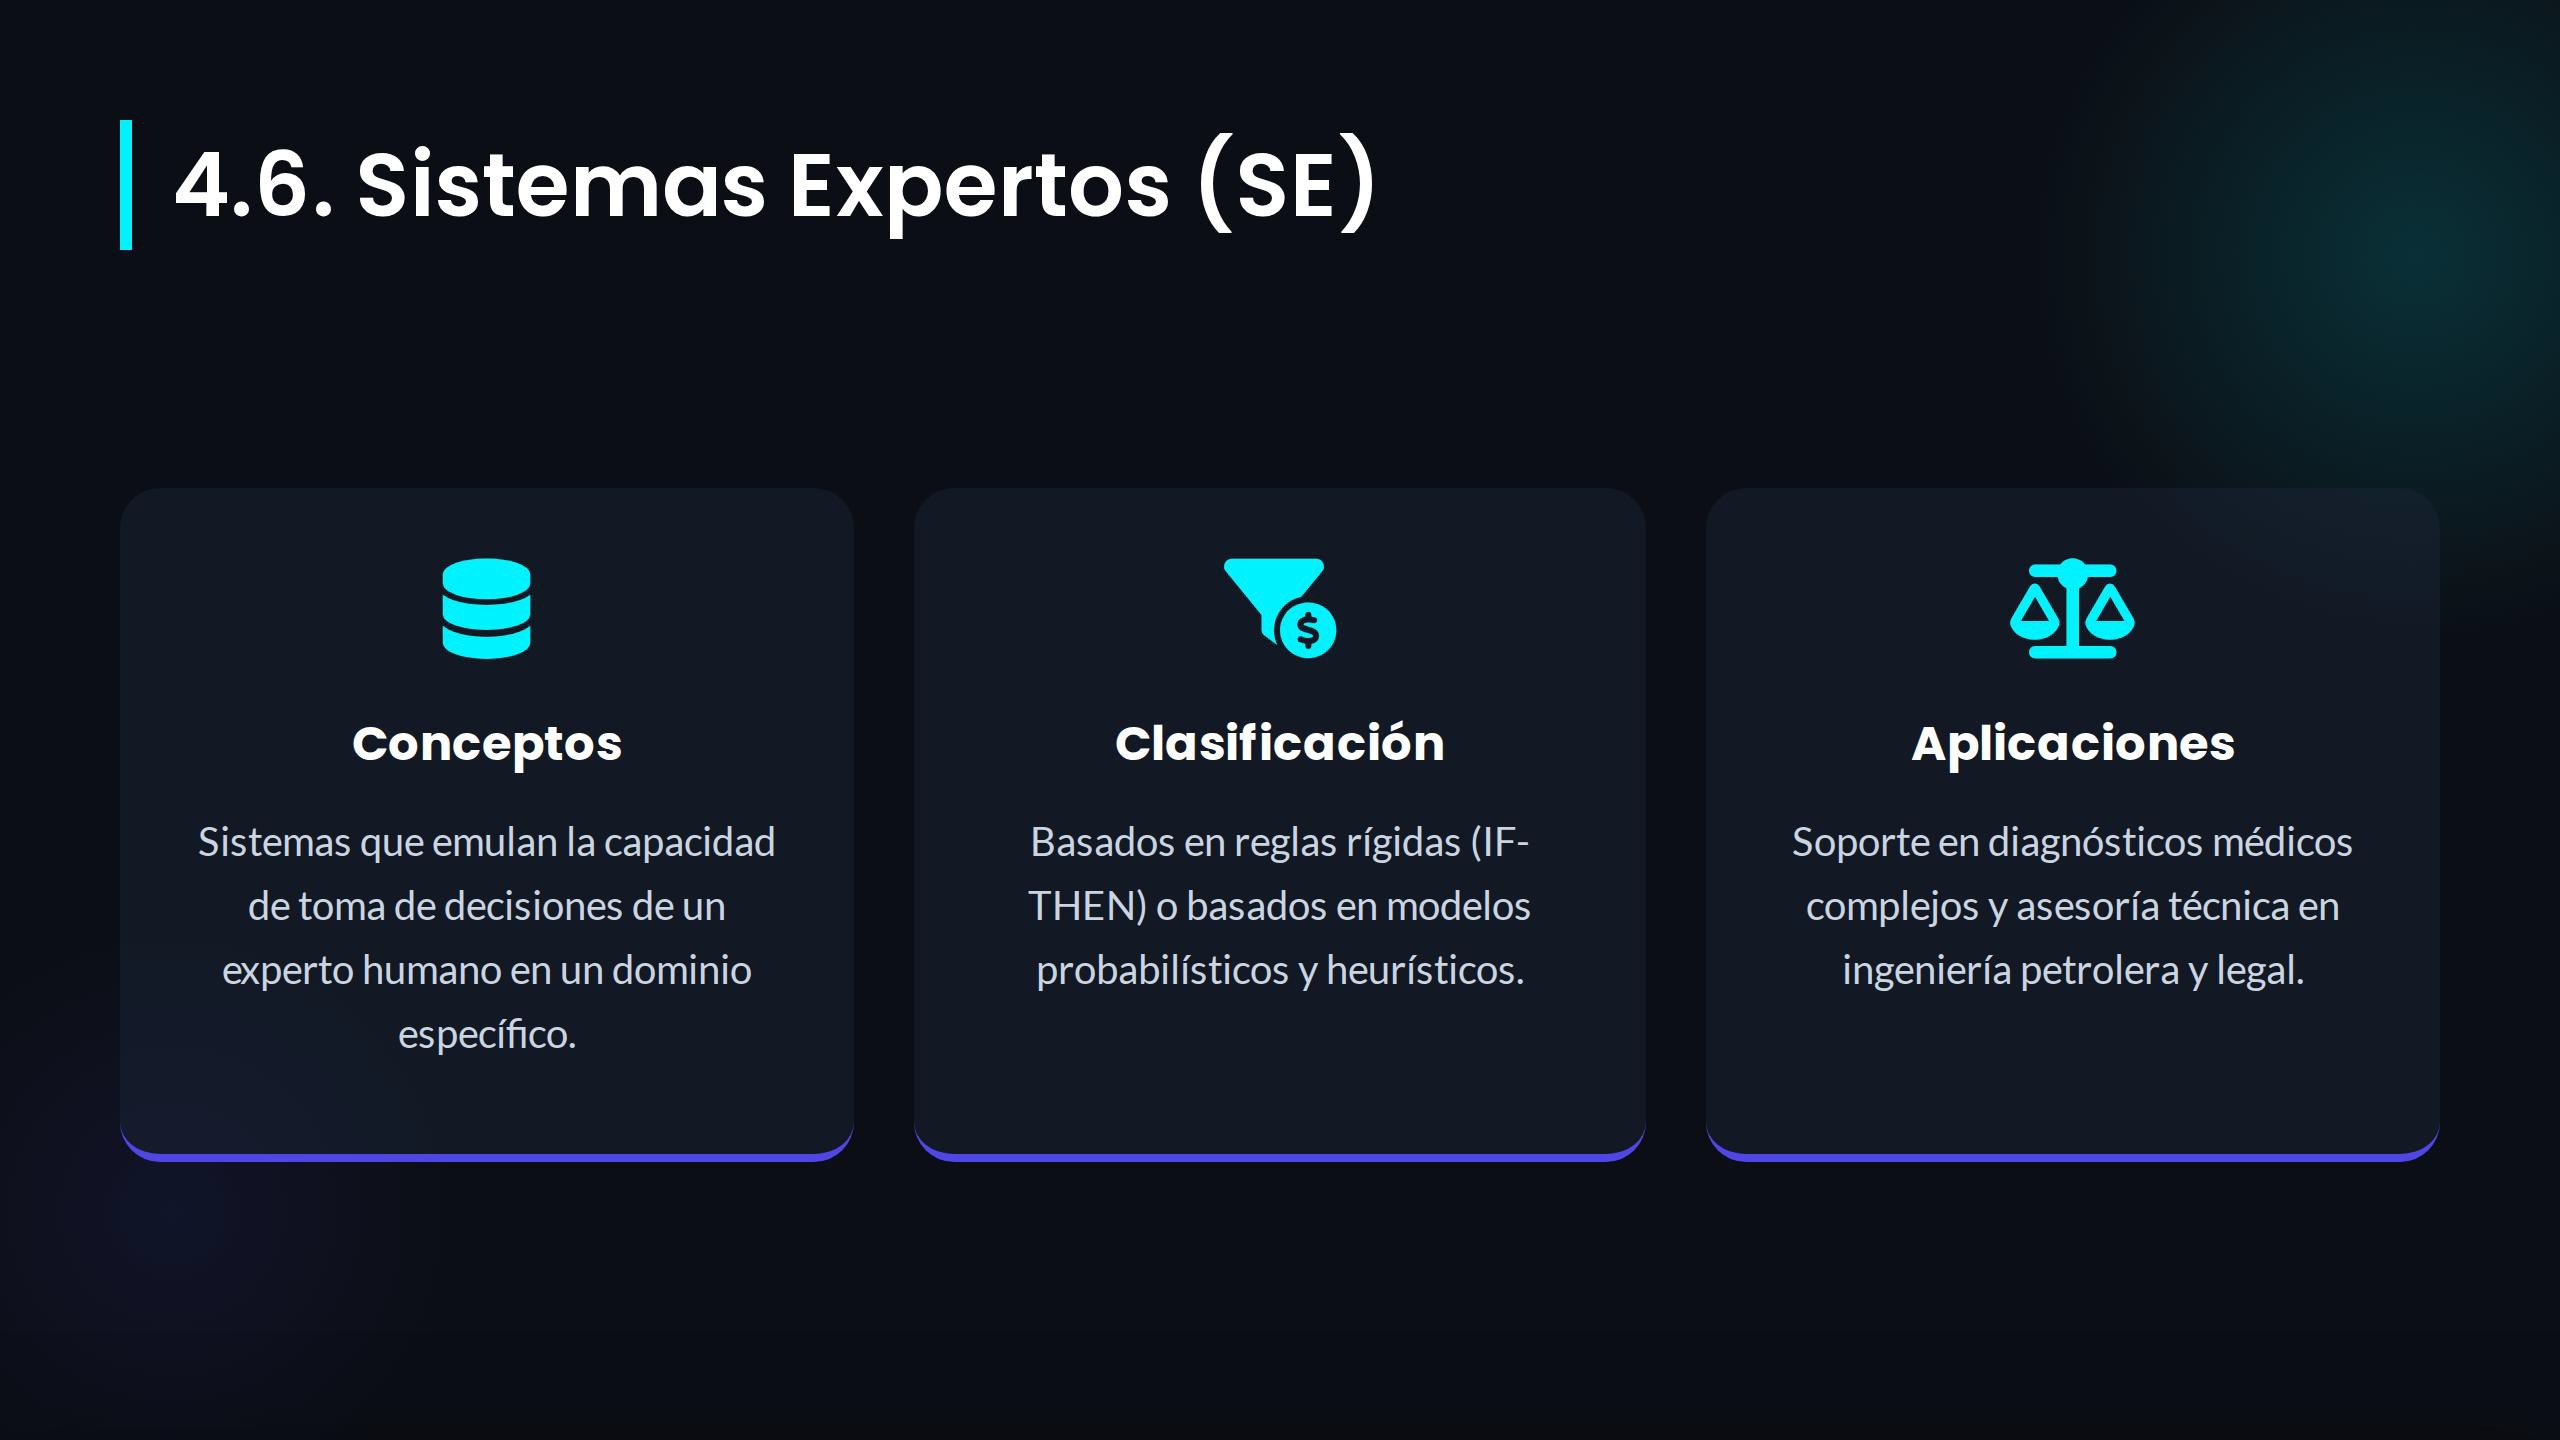 4.6. Sistemas Expertos (SE)
$
Conceptos
Sistemas que emulan la capacidad
de toma de decisiones de un
experto humano en un dominio
específico.
Clasificación
Basados en reglas rígidas (IF-
THEN) o basados en modelos
probabilísticos y heurísticos.
Aplicaciones
Soporte en diagnósticos médicos
complejos y asesoría técnica en
ingeniería petrolera y legal.